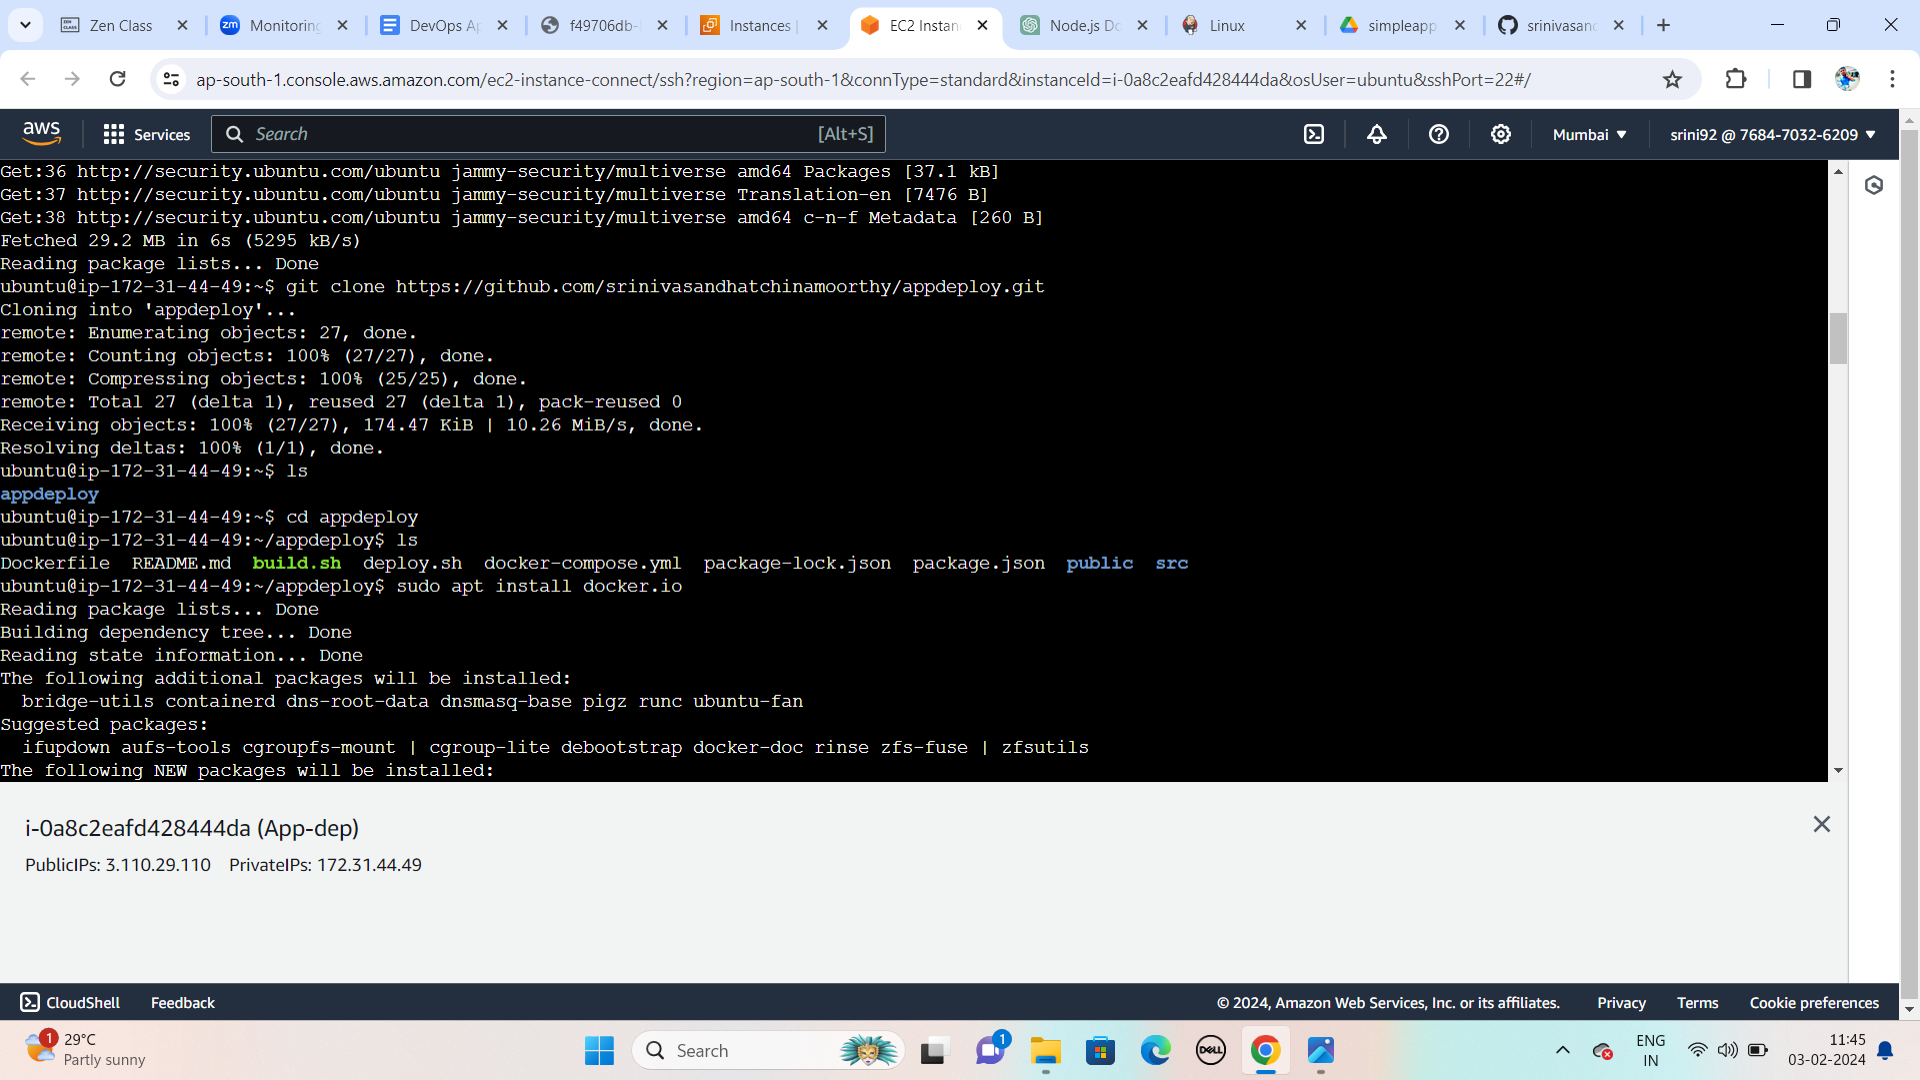 Zen Class
Monitoring
DevOps Ap
f49706db-
Instances |
EC2 Instan
Node.js Do
Linux
simpleapp
srinivasand
ap-south-1.console.aws.amazon.com/ec2-instance-connect/ssh?region=ap-south-1&connType=standard&instanceId=i-0a8c2eafd428444da&osUser=ubuntu&sshPort=22#/
aws
Services
Search
[Alt+S]
Mumbai
srini92 @ 7684-7032-6209
Get:36 http://security.ubuntu.com/ubuntu jammy-security/multiverse amd64 Packages [37.1 kB]
Get:37 http://security.ubuntu.com/ubuntu jammy-security/multiverse Translation-en [7476 B]
Get:38 http://security.ubuntu.com/ubuntu jammy-security/multiverse amd64 c-n-f Metadata [260 B]
Fetched 29.2 MB in 6s (5295 kB/s)
Reading package lists... Done
ubuntu@ip-172-31-44-49:~$ git clone https://github.com/srinivasandhatchinamoorthy/appdeploy.git
Cloning into 'appdeploy'...
remote: Enumerating objects: 27, done.
remote: Counting objects: 100% (27/27), done.
remote: Compressing objects: 100% (25/25), done.
remote: Total 27 (delta 1), reused 27 (delta 1), pack-reused 0
Receiving objects: 100% (27/27), 174.47 KiB | 10.26 MiB/s, done.
Resolving deltas: 100% (1/1), done.
ubuntu@ip-172-31-44-49:~$ ls
appdeploy
ubuntu@ip-172-31-44-49:~$ cd appdeploy
ubuntu@ip-172-31-44-49:~/appdeploy$ ls
Dockerfile  README.md  build.sh  deploy.sh  docker-compose.yml  package-lock.json  package.json  public  src
ubuntu@ip-172-31-44-49:~/appdeploy$ sudo apt install docker.io
Reading package lists... Done
Building dependency tree... Done
Reading state information... Done
The following additional packages will be installed:
  bridge-utils containerd dns-root-data dnsmasq-base pigz runc ubuntu-fan
Suggested packages:
  ifupdown aufs-tools cgroupfs-mount | cgroup-lite debootstrap docker-doc rinse zfs-fuse | zfsutils
The following NEW packages will be installed:
i-0a8c2eafd428444da (App-dep)
PublicIPs: 3.110.29.110 PrivateIPs: 172.31.44.49
CloudShell
Feedback
© 2024, Amazon Web Services, Inc. or its affiliates.
Privacy
Terms
Cookie preferences
1
29°C
Partly sunny
Search
1
DELL
ENG
IN
11:45
03-02-2024